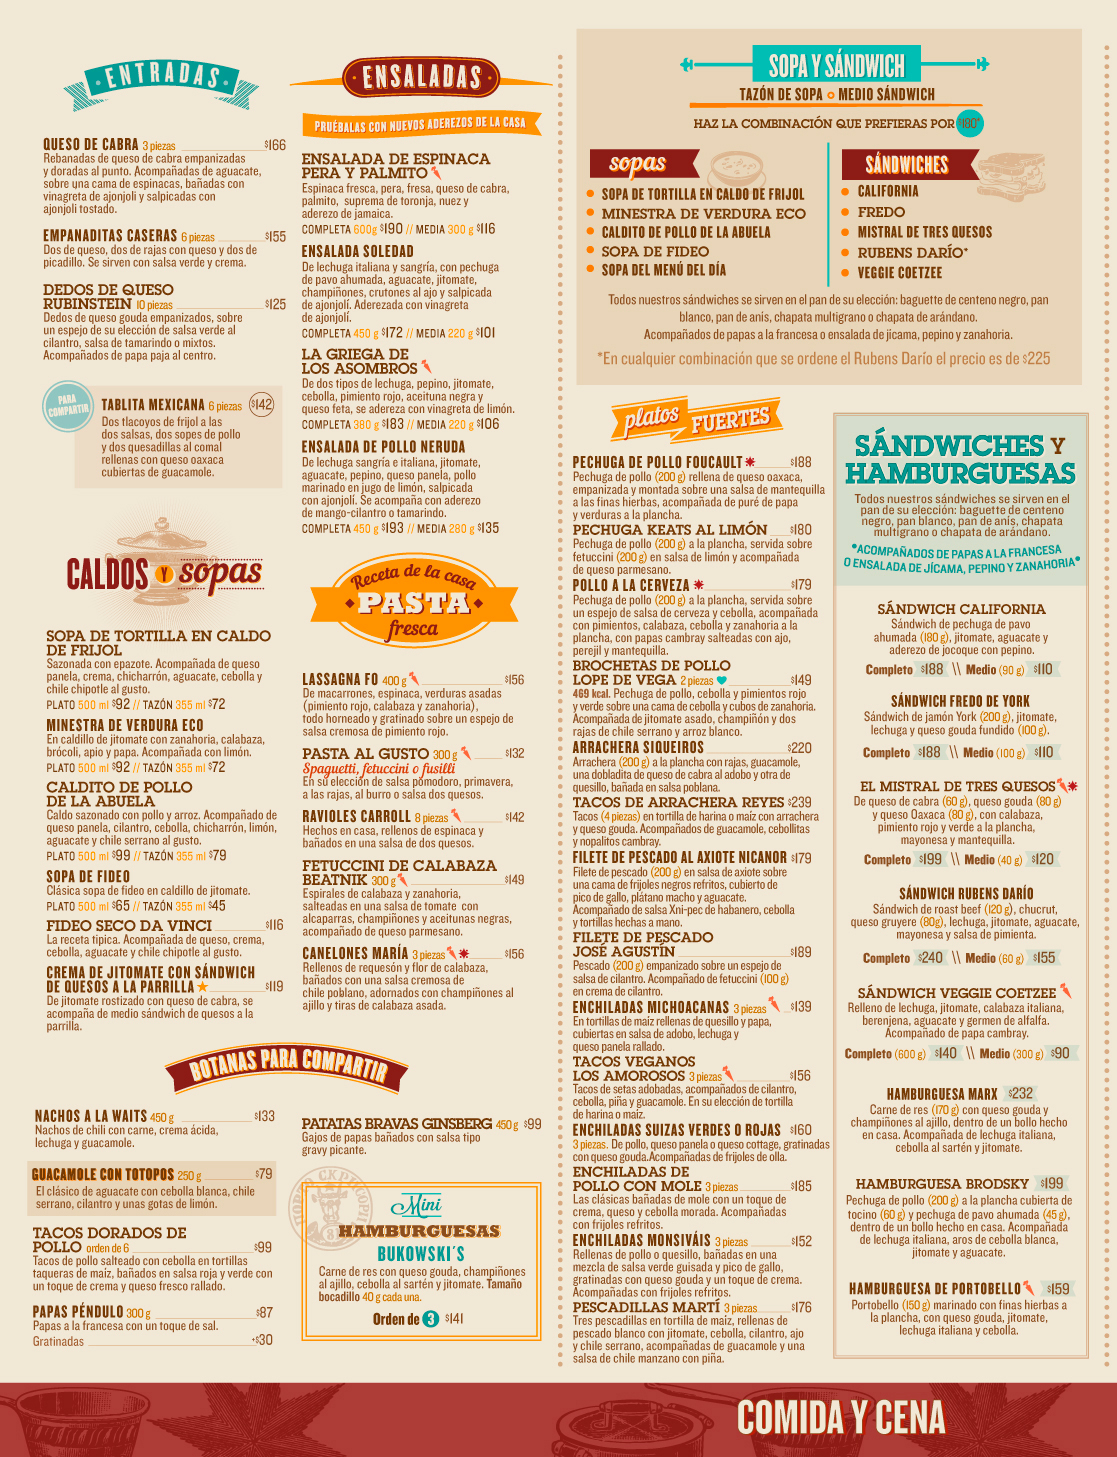 ENTRADAS
QUESO DE CABRA 3 piezas $166
Rebanadas de queso de cabra empanizadas
y doradas al punto. Acompañadas de aguacate,
sobre una cama de espinacas, bañadas con
vinagreta de ajonjolí y salpicadas con
ajonjolí tostado.
EMPANADITAS CASERAS 6 piezas $155
Dos de queso, dos de rajas con queso y dos de
picadillo. Se sirven con salsa verde y crema.
DEDOS DE QUESO
RUBINSTEIN 10 piezas $125
Dedos de queso gouda empanizados, sobre
un espejo de su elección de salsa verde al
cilantro, salsa de tamarindo o mixtos.
Acompañados de papa paja al centro.
PARA
COMPARTIR
TABLITA MEXICANA 6 piezas $142
Dos tlacoyos de frijol a las
dos salsas, dos sopes de pollo
y dos quesadillas al comal
rellenas con queso oaxaca
cubiertas de guacamole.
CALDOS Y sopas
SOPA DE TORTILLA EN CALDO
DE FRIJOL
Sazonada con epazote. Acompañada de queso
panela, crema, chicharrón, aguacate, cebolla y
chile chipotle al gusto.
PLATO 500 ml $92 // TAZÓN 355 ml $72
MINESTRA DE VERDURA ECO
En caldillo de jitomate con zanahoria, calabaza,
brócoli, apio y papa. Acompañada con limón.
PLATO 500 ml $92 // TAZÓN 355 ml $72
CALDITO DE POLLO
DE LA ABUELA
Caldo sazonado con pollo y arroz. Acompañado de
queso panela, cilantro, cebolla, chicharrón, limón,
aguacate y chile serrano al gusto.
PLATO 500 ml $99 // TAZÓN 355 ml $79
SOPA DE FIDEO
Clásica sopa de fideo en caldillo de jitomate.
PLATO 500 ml $65 // TAZÓN 355 ml $45
FIDEO SECO DA VINCI $116
La receta típica. Acompañada de queso, crema,
cebolla, aguacate y chile chipotle al gusto.
CREMA DE JITOMATE CON SÁNDWICH
DE QUESOS A LA PARRILLA $119
De jitomate rostizado con queso de cabra, se
acompaña de medio sándwich de quesos a la
parrilla.
ENSALADAS
PRUÉBALAS CON NUEVOS ADEREZOS DE LA CASA
ENSALADA DE ESPINACA
PERA Y PALMITO
Espinaca fresca, pera, fresa, queso de cabra,
palmito, suprema de toronja, nuez y
aderezo de jamaica.
COMPLETA 600g $190 // MEDIA 300 g $116
ENSALADA SOLEDAD
De lechuga italiana y sangría, con pechuga
de pavo ahumada, aguacate, jitomate,
champiñones, crutones al ajo y salpicada
de ajonjolí. Aderezada con vinagreta
de ajonjolí.
COMPLETA 450 g $172 // MEDIA 220 g $101
LA GRIEGA DE
LOS ASOMBROS
De dos tipos de lechuga, pepino, jitomate,
cebolla, pimiento rojo, aceituna negra y
queso feta, se adereza con vinagreta de limón.
COMPLETA 380 g $183 // MEDIA 220 g $106
ENSALADA DE POLLO NERUDA
De lechuga sangría e italiana, jitomate,
aguacate, pepino, queso panela, pollo
marinado en jugo de limón, salpicada
con ajonjolí. Se acompaña con aderezo
de mango-cilantro o tamarindo.
COMPLETA 450 g $193 // MEDIA 280 g $135
Receta de la casa
PASTA
fresca
LASSAGNA FO 400 g $156
De macarrones, espinaca, verduras asadas
(pimiento rojo, calabaza y zanahoria),
todo horneado y gratinado sobre un espejo de
salsa cremosa de pimiento rojo.
PASTA AL GUSTO 300 g $132
Spaguetti, fetuccini o fusilli
En su elección de salsa pomodoro, primavera,
a las rajas, al burro o salsa dos quesos.
RAVIOLES CARROLL 8 piezas $142
Hechos en casa, rellenos de espinaca y
bañados en una salsa de dos quesos.
FETUCCINI DE CALABAZA
BEATNIK 300 g $149
Espirales de calabaza y zanahoria,
salteadas en una salsa de tomate con
alcaparras, champiñones y aceitunas negras,
acompañado de queso parmesano.
CANELONES MARÍA 3 piezas $156
Rellenos de requesón y flor de calabaza,
bañados con una salsa cremosa de
chile poblano, adornados con champiñones al
ajillo y tiras de calabaza asada.
BOTANAS PARA COMPARTIR
NACHOS A LA WAITS 450 g $133
Nachos de chili con carne, crema ácida,
lechuga y guacamole.
GUACAMOLE CON TOTOPOS 250 g $79
El clásico de aguacate con cebolla blanca, chile
serrano, cilantro y unas gotas de limón.
TACOS DORADOS DE
POLLO orden de 6 $99
Tacos de pollo salteado con cebolla en tortillas
taqueras de maíz, bañados en salsa roja y verde con
un toque de crema y queso fresco rallado.
PAPAS PÉNDULO 300 g $87
Papas a la francesa con un toque de sal.
Gratinadas +$30
PATATAS BRAVAS GINSBERG 450 g $99
Gajos de papas bañados con salsa tipo
gravy picante.
Mini
HAMBURGUESAS
BUKOWSKI´S
Carne de res con queso gouda, champiñones
al ajillo, cebolla al sartén y jitomate. Tamaño
bocadillo 40 g cada una.
Orden de 3 $141
SOPA Y SÁNDWICH
TAZÓN DE SOPA MEDIO SÁNDWICH
HAZ LA COMBINACIÓN QUE PREFIERAS POR $180*
sopas
SOPA DE TORTILLA EN CALDO DE FRIJOL
MINESTRA DE VERDURA ECO
CALDITO DE POLLO DE LA ABUELA
SOPA DE FIDEO
SOPA DEL MENÚ DEL DÍA
SÁNDWICHES
CALIFORNIA
FREDO
MISTRAL DE TRES QUESOS
RUBENS DARÍO*
VEGGIE COETZEE
Todos nuestros sándwiches se sirven en el pan de su elección: baguette de centeno negro, pan
blanco, pan de anís, chapata multigrano o chapata de arándano.
Acompañados de papas a la francesa o ensalada de jícama, pepino y zanahoria.
*En cualquier combinación que se ordene el Rubens Darío el precio es de $225
platos FUERTES
PECHUGA DE POLLO FOUCAULT $188
Pechuga de pollo (200 g) rellena de queso oaxaca,
empanizada y montada sobre una salsa de mantequilla
a las finas hierbas, acompañada de puré de papa
y verduras a la plancha.
PECHUGA KEATS AL LIMÓN $180
Pechuga de pollo (200 g) a la plancha, servida sobre
fetuccini (200 g) en salsa de limón y acompañada
de queso parmesano.
POLLO A LA CERVEZA $179
Pechuga de pollo (200 g) a la plancha, servida sobre
un espejo de salsa de cerveza y cebolla, acompañada
con pimientos, calabaza, cebolla y zanahoria a la
plancha, con papas cambray salteadas con ajo,
perejil y mantequilla.
BROCHETAS DE POLLO
LOPE DE VEGA 2 piezas $149
469 kcal. Pechuga de pollo, cebolla y pimientos rojo
y verde sobre una cama de cebolla y cubos de zanahoria.
Acompañada de jitomate asado, champiñón y dos
rajas de chile serrano y arroz blanco.
ARRACHERA SIQUEIROS $220
Arrachera (200 g) a la plancha con rajas, guacamole,
una dobladita de queso de cabra al adobo y otra de
quesillo, bañada en salsa poblana.
TACOS DE ARRACHERA REYES $239
Tacos (4 piezas) en tortilla de harina o maíz con arrachera
y queso gouda. Acompañados de guacamole, cebollitas
y nopalitos cambray.
FILETE DE PESCADO AL AXIOTE NICANOR $179
Filete de pescado (200 g) en salsa de axiote sobre
una cama de frijoles negros refritos, cubierto de
pico de gallo, plátano macho y aguacate.
Acompañado de salsa Xni-pec de habanero, cebolla
y tortillas hechas a mano.
FILETE DE PESCADO
JOSÉ AGUSTÍN $189
Pescado (200 g) empanizado sobre un espejo de
salsa de cilantro. Acompañado de fetuccini (100 g)
en crema de cilantro.
ENCHILADAS MICHOACANAS 3 piezas $139
En tortillas de maíz rellenas de quesillo y papa,
cubiertas en salsa de adobo, lechuga y
queso panela rallado.
TACOS VEGANOS
LOS AMOROSOS 3 piezas $156
Tacos de setas adobadas, acompañados de cilantro,
cebolla, piña y guacamole. En su elección de tortilla
de harina o maíz.
ENCHILADAS SUIZAS VERDES O ROJAS $160
3 piezas. De pollo, queso panela o queso cottage, gratinadas
con queso gouda.Acompañadas de frijoles de olla.
ENCHILADAS DE
POLLO CON MOLE 3 piezas $185
Las clásicas bañadas de mole con un toque de
crema, queso y cebolla morada. Acompañadas
con frijoles refritos.
ENCHILADAS MONSIVÁIS 3 piezas $152
Rellenas de pollo o quesillo, bañadas en una
mezcla de salsa verde guisada y pico de gallo,
gratinadas con queso gouda y un toque de crema.
Acompañadas con frijoles refritos.
PESCADILLAS MARTÍ 3 piezas $176
Tres pescadillas en tortilla de maíz, rellenas de
pescado blanco con jitomate, cebolla, cilantro, ajo
y chile serrano, acompañadas de guacamole y una
salsa de chile manzano con piña.
SÁNDWICHES Y
HAMBURGUESAS
Todos nuestros sándwiches se sirven en el
pan de su elección: baguette de centeno
negro, pan blanco, pan de anís, chapata
multigrano o chapata de arándano.
*ACOMPAÑADOS DE PAPAS A LA FRANCESA
O ENSALADA DE JÍCAMA, PEPINO Y ZANAHORIA*
SÁNDWICH CALIFORNIA
Sándwich de pechuga de pavo
ahumada (180 g), jitomate, aguacate y
aderezo de jocoque con pepino.
Completo $188 \\ Medio (90 g) $110
SÁNDWICH FREDO DE YORK
Sándwich de jamón York (200 g), jitomate,
lechuga y queso gouda fundido (100 g).
Completo $188 \\ Medio (100 g) $110
EL MISTRAL DE TRES QUESOS
De queso de cabra (60 g), queso gouda (80 g)
y queso Oaxaca (80 g), con calabaza,
pimiento rojo y verde a la plancha,
mayonesa y mantequilla.
Completo $199 \\ Medio (40 g) $120
SÁNDWICH RUBENS DARÍO
Sándwich de roast beef (120 g), chucrut,
queso gruyere (80g), lechuga, jitomate, aguacate,
mayonesa y salsa de pimienta.
Completo $240 \\ Medio (60 g) $155
SÁNDWICH VEGGIE COETZEE
Relleno de lechuga, jitomate, calabaza italiana,
berenjena, aguacate y germen de alfalfa.
Acompañado de papa cambray.
Completo (600 g) $140 \\ Medio (300 g) $90
HAMBURGUESA MARX $232
Carne de res (170 g) con queso gouda y
champiñones al ajillo, dentro de un bollo hecho
en casa. Acompañada de lechuga italiana,
cebolla al sartén y jitomate.
HAMBURGUESA BRODSKY $199
Pechuga de pollo (200 g) a la plancha cubierta de
tocino (60 g) y pechuga de pavo ahumada (45 g),
dentro de un bollo hecho en casa. Acompañada
de lechuga italiana, aros de cebolla blanca,
jitomate y aguacate.
HAMBURGUESA DE PORTOBELLO $159
Portobello (150 g) marinado con finas hierbas a
la plancha, con queso gouda, jitomate,
lechuga italiana y cebolla.
COMIDA Y CENA